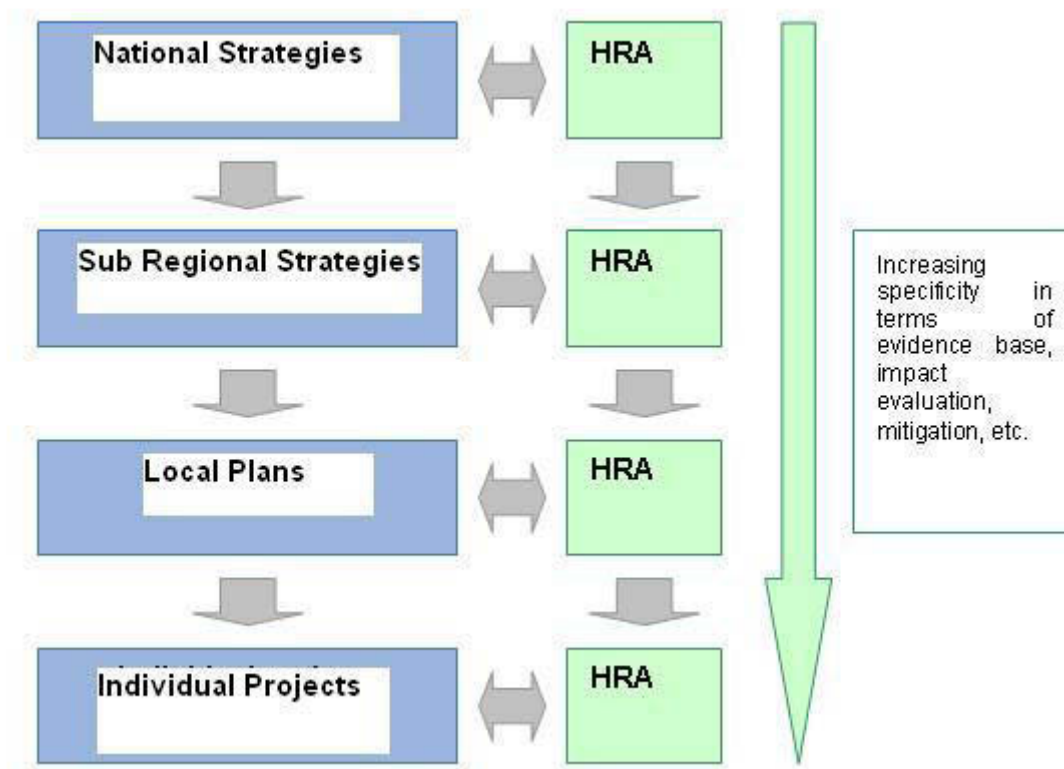 National Strategies
HRA
Sub Regional Strategies
HRA
Increasing
specificity in
terms of
evidence base,
impact
evaluation,
mitigation, etc.
Local Plans
HRA
Individual Projects
HRA